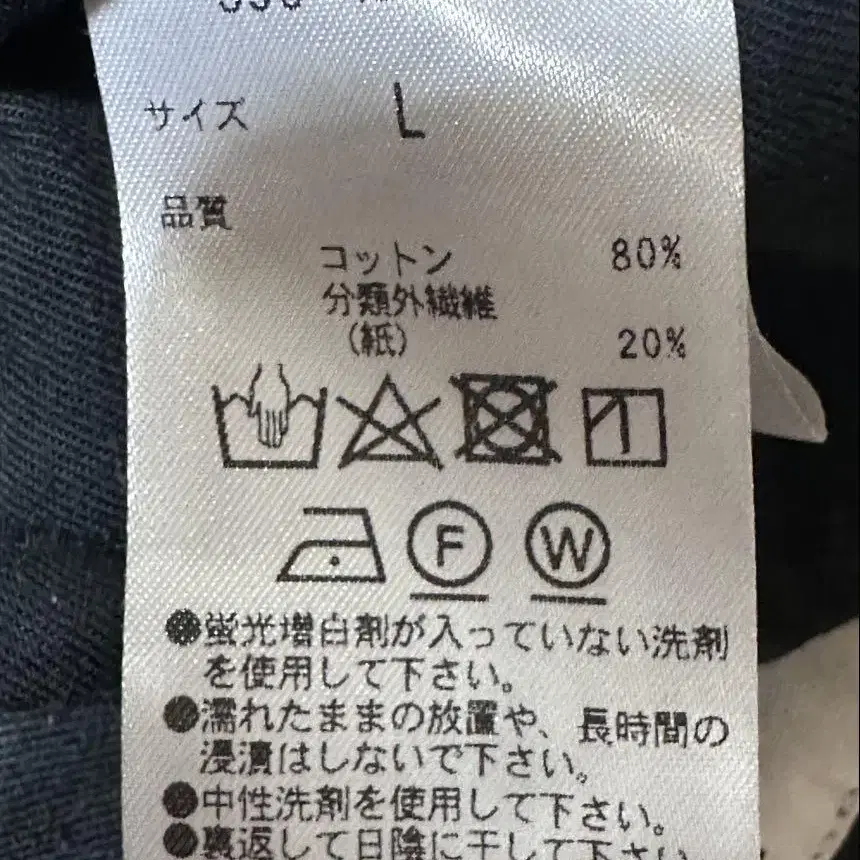 サイズ L
品質
コットン 80%
分類外繊維
(紙) 20%
F W
●蛍光増白剤が入っていない洗剤
を使用して下さい。
●濡れたままの放置や、長時間の
浸漬はしないで下さい。
●中性洗剤を使用して下さい。
●裏返して日陰に干して下さい。